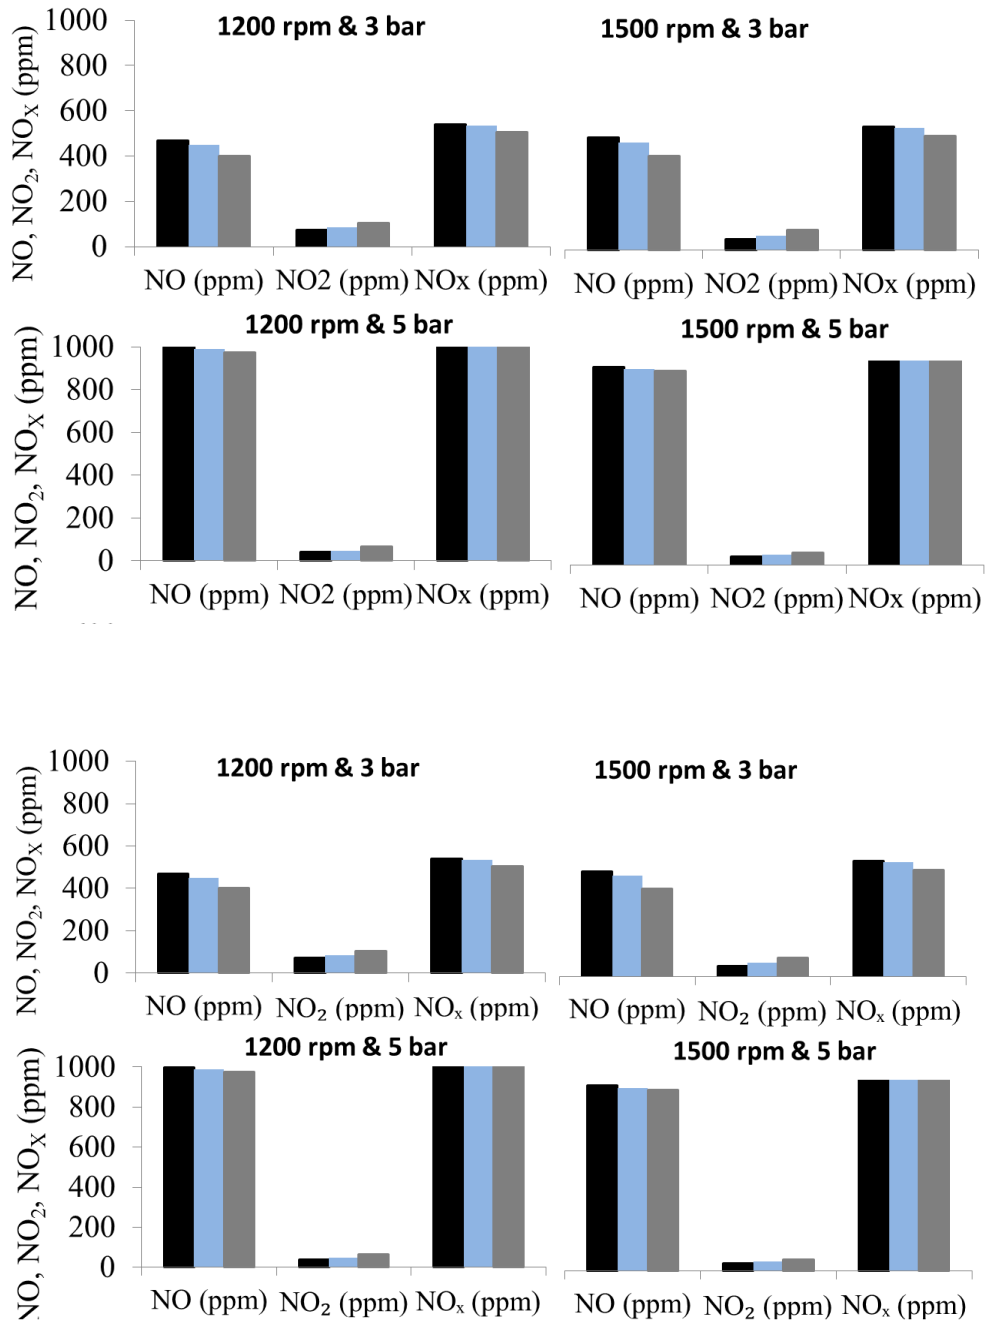 1200 rpm & 3 bar
1500 rpm & 3 bar
NO, NO2, NOX (ppm)
1000
800
600
400
200
0
NO (ppm) NO2 (ppm) NOx (ppm)
NO (ppm) NO2 (ppm) NOx (ppm)
1200 rpm & 5 bar
1500 rpm & 5 bar
NO, NO2, NOX (ppm)
1000
800
600
400
200
0
NO (ppm) NO2 (ppm) NOx (ppm)
NO (ppm) NO2 (ppm) NOx (ppm)
1200 rpm & 3 bar
1500 rpm & 3 bar
NO, NO2, NOX (ppm)
1000
800
600
400
200
0
NO (ppm) NO₂ (ppm) NOₓ (ppm)
NO (ppm) NO₂ (ppm) NOₓ (ppm)
1200 rpm & 5 bar
1500 rpm & 5 bar
NO, NO2, NOX (ppm)
1000
800
600
400
200
0
NO (ppm) NO₂ (ppm) NOₓ (ppm)
NO (ppm) NO₂ (ppm) NOₓ (ppm)